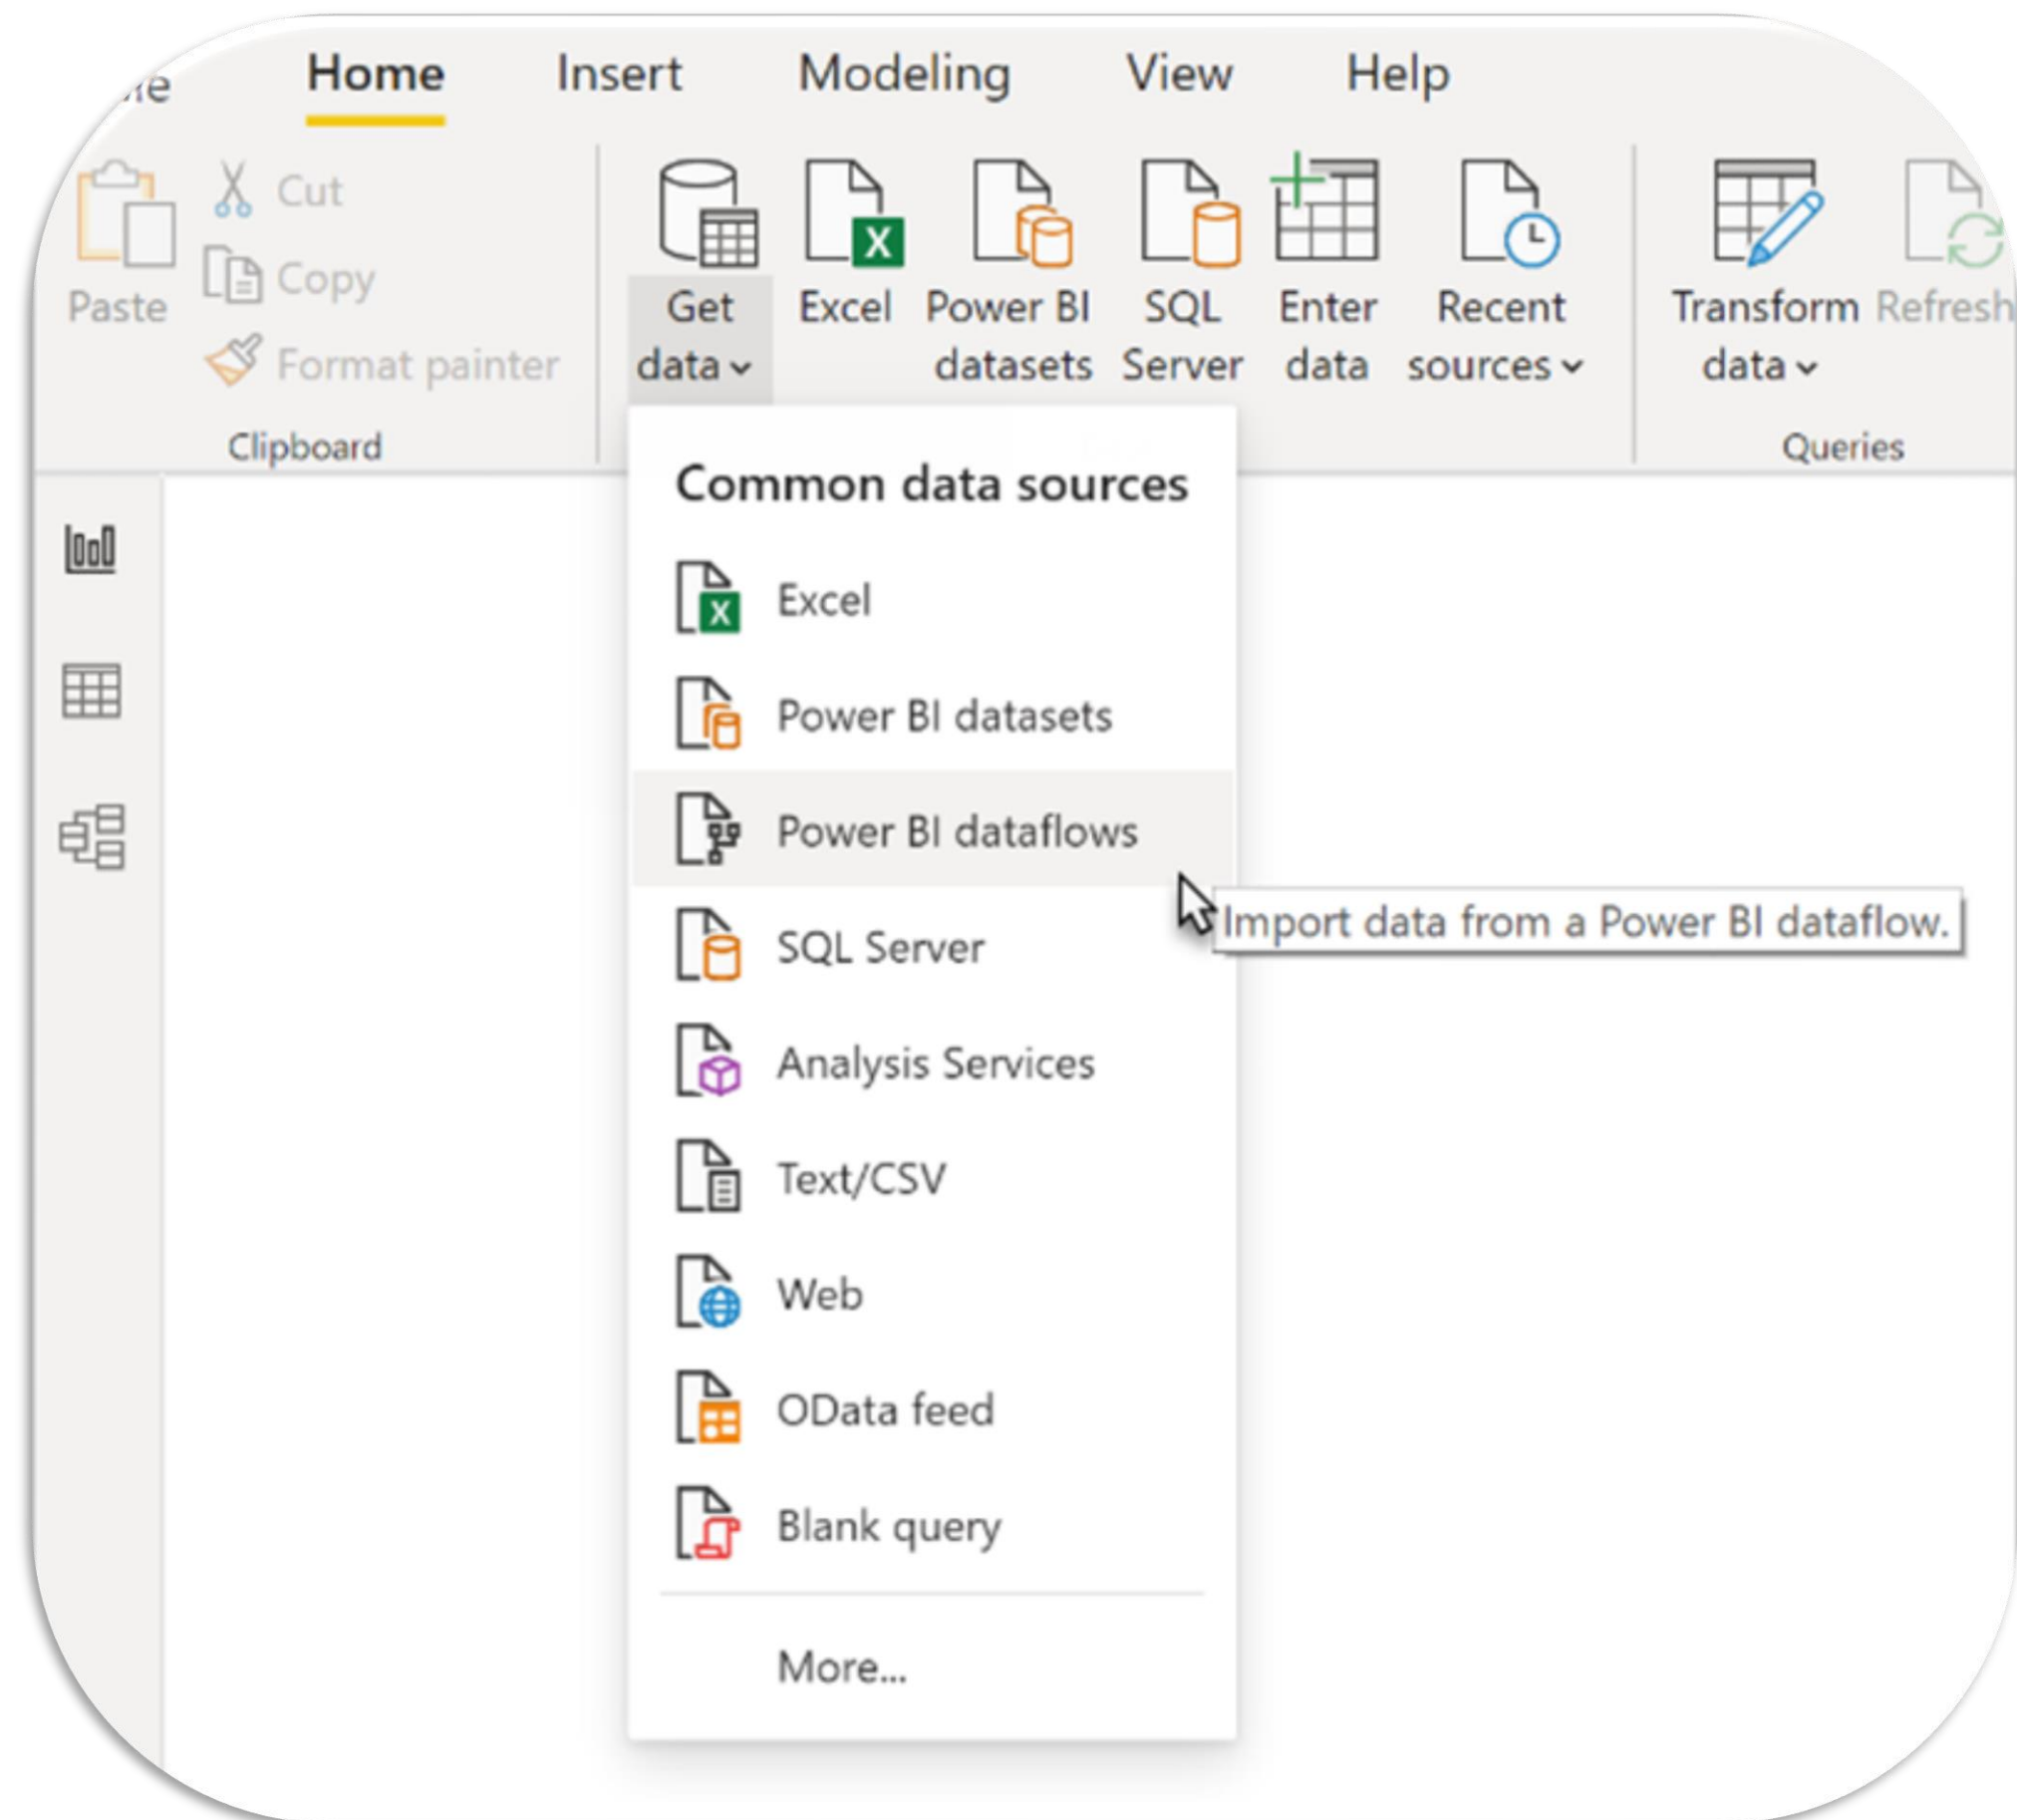 Home Insert Modeling View Help
Paste
Cut
Copy
Format painter
Clipboard
Get data
Excel
Power BI datasets
SQL Server
Enter data
Recent sources
Transform data
Refresh
Queries
Common data sources
Excel
Power BI datasets
Power BI dataflows
Import data from a Power BI dataflow.
SQL Server
Analysis Services
Text/CSV
Web
OData feed
Blank query
More...